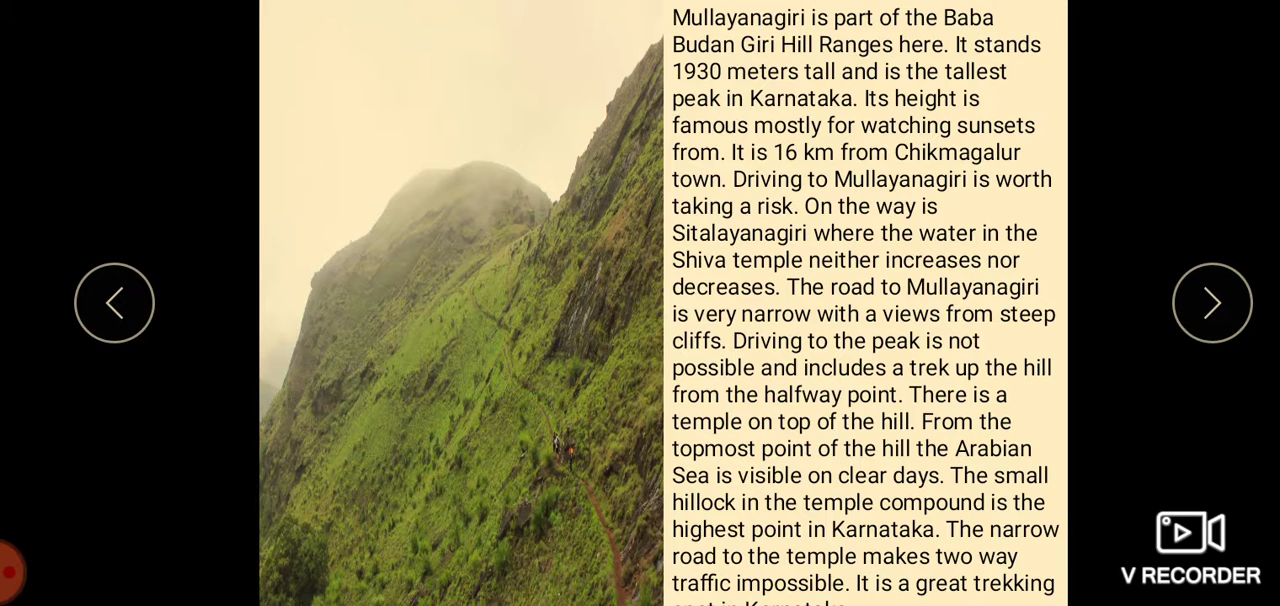 Mullayanagiri is part of the Baba
Budan Giri Hill Ranges here. It stands
1930 meters tall and is the tallest
peak in Karnataka. Its height is
famous mostly for watching sunsets
from. It is 16 km from Chikmagalur
town. Driving to Mullayanagiri is worth
taking a risk. On the way is
Sitalayanagiri where the water in the
Shiva temple neither increases nor
decreases. The road to Mullayanagiri
is very narrow with a views from steep
cliffs. Driving to the peak is not
possible and includes a trek up the hill
from the halfway point. There is a
temple on top of the hill. From the
topmost point of the hill the Arabian
Sea is visible on clear days. The small
hillock in the temple compound is the
highest point in Karnataka. The narrow
road to the temple makes two way
traffic impossible. It is a great trekking
V RECORDER